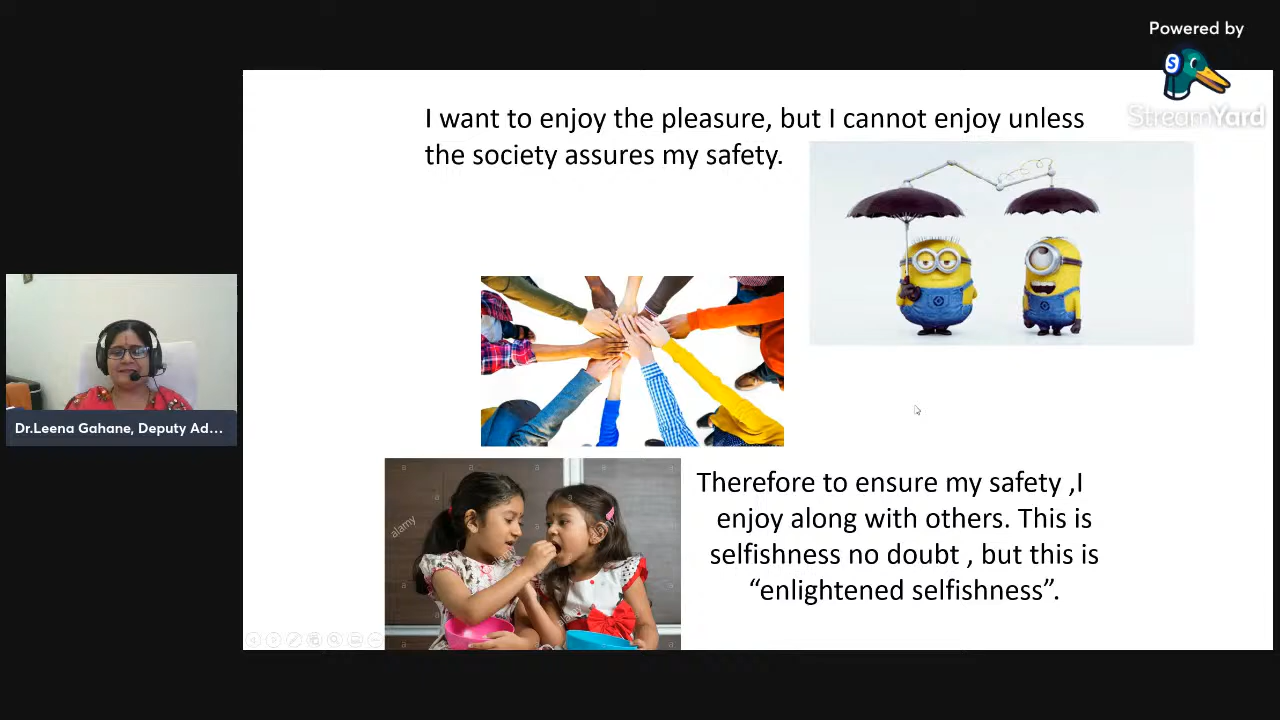 Powered by
StreamYard
I want to enjoy the pleasure, but I cannot enjoy unless
the society assures my safety.
Dr.Leena Gahane, Deputy Ad...
alamy
a
a
a
a
a
a
a
a
Therefore to ensure my safety ,I
enjoy along with others. This is
selfishness no doubt , but this is
“enlightened selfishness”.